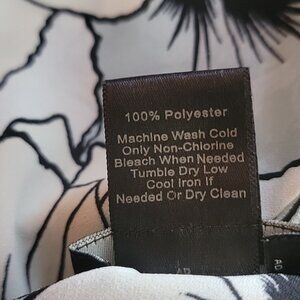 100% Polyester
Machine Wash Cold
Only Non-Chlorine
Bleach When Needed
Tumble Dry Low
Cool Iron If
Needed Or Dry Clean